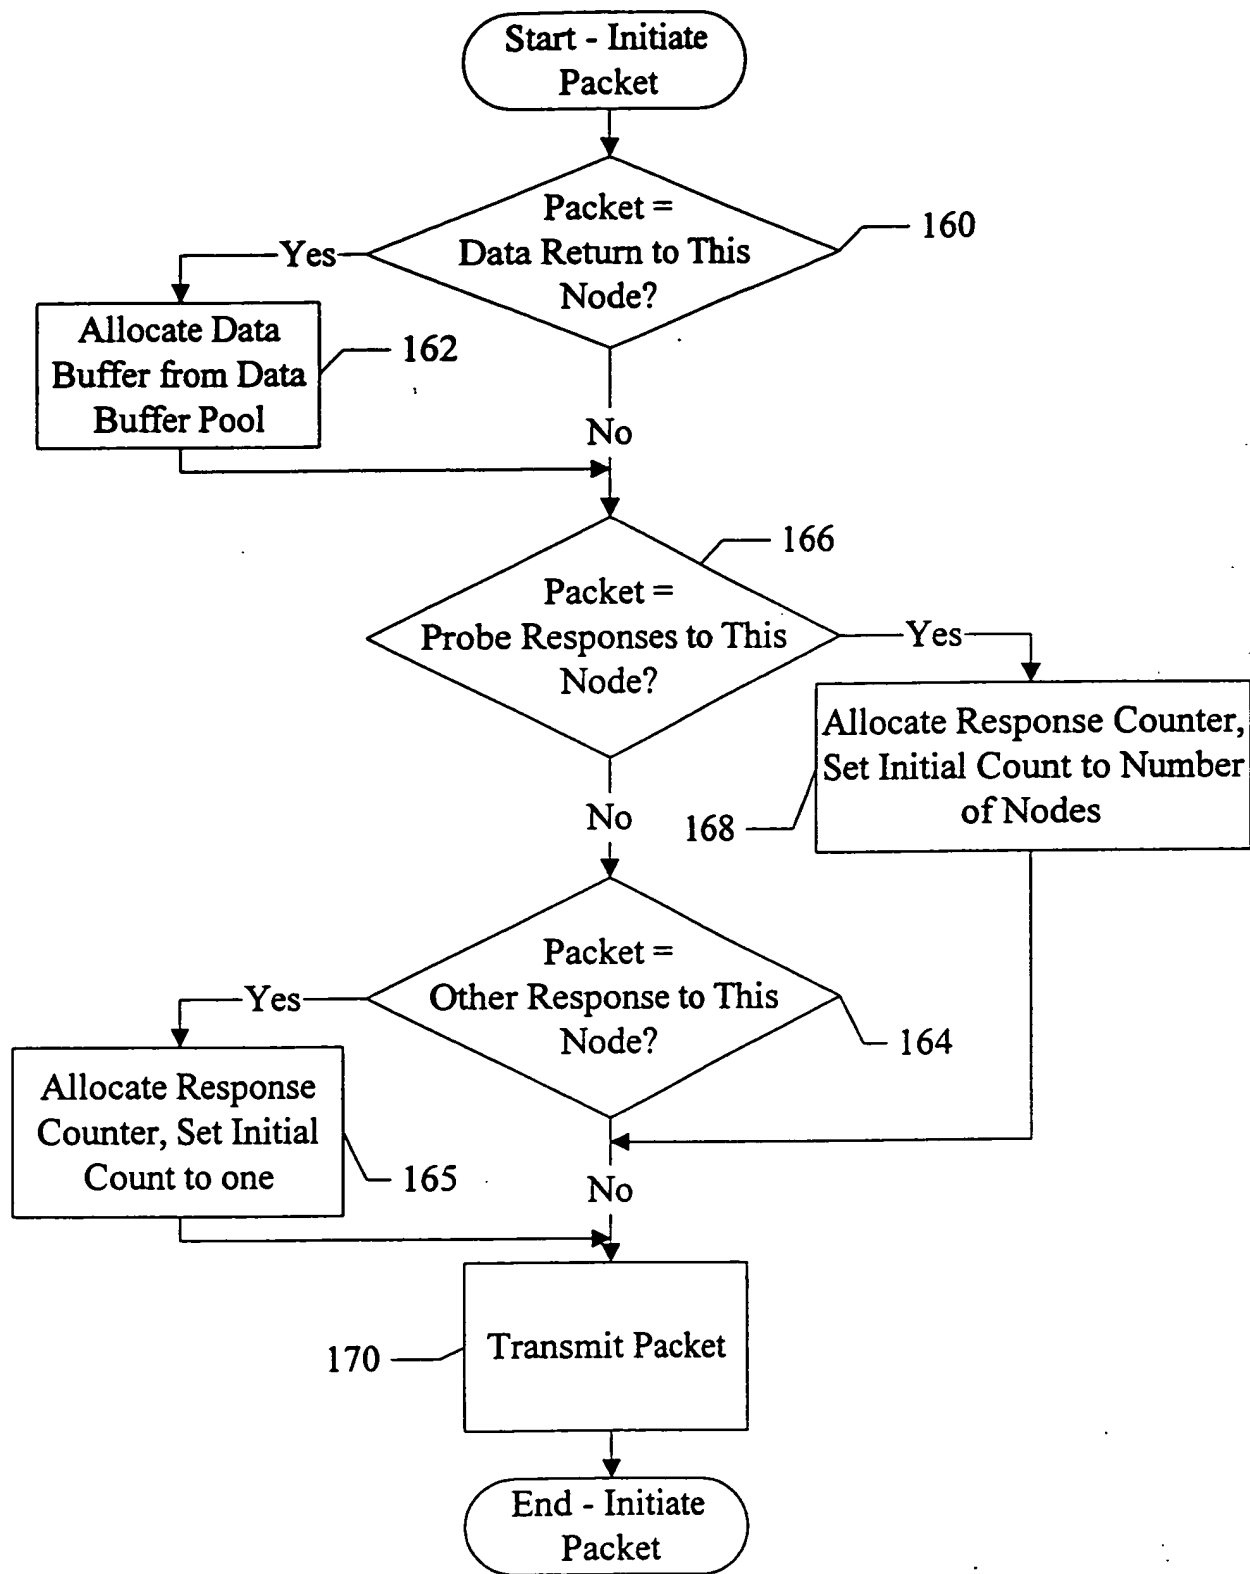 Start - Initiate
Packet
Packet =
Data Return to This
Node?
160
Yes
Allocate Data
Buffer from Data
Buffer Pool
162
No
166
Packet =
Probe Responses to This
Node?
Yes
Allocate Response Counter,
Set Initial Count to Number
of Nodes
168
No
Packet =
Other Response to This
Node?
164
Yes
Allocate Response
Counter, Set Initial
Count to one
165
No
Transmit Packet
170
End - Initiate
Packet